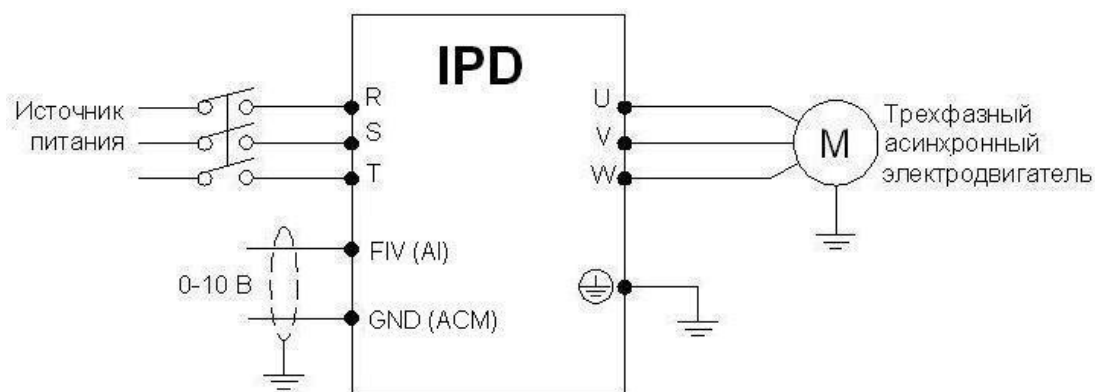 IPD
Источник
питания
R
S
T
FIV (AI)
0-10 В
GND (ACM)
U
V
W
M
Трехфазный
асинхронный
электродвигатель